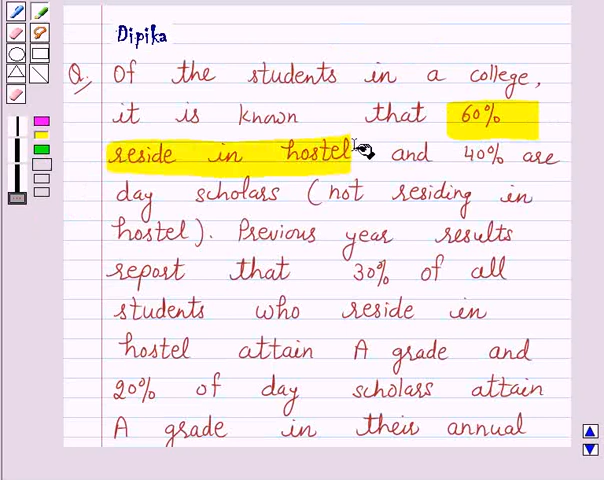 Dipika
Q. Of the students in a college,
it is known that 60%
reside in hostel and 40% are
day scholars (not residing in
hostel). Previous year results
report that 30% of all
students who reside in
hostel attain A grade and
20% of day scholars attain
A grade in their annual